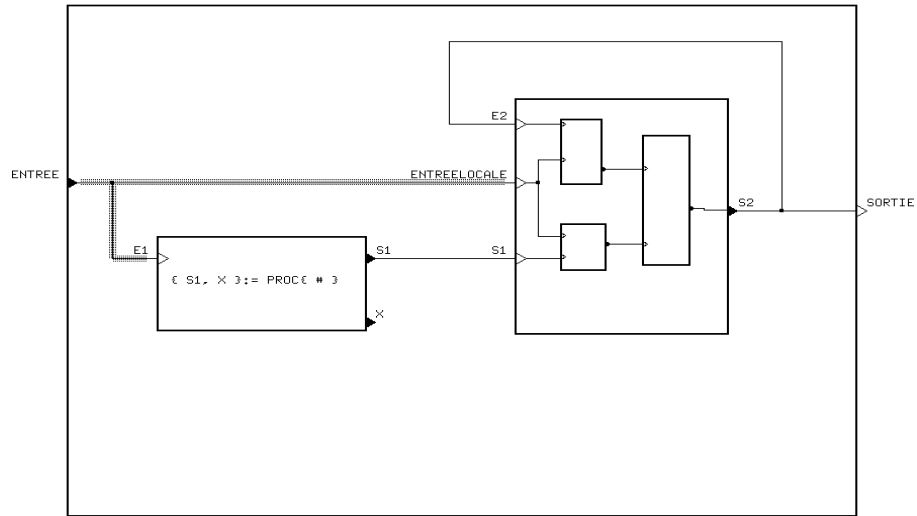 E2
ENTREE
ENTREELOCALE
S2
SORTIE
E1
S1
S1
{ S1, X }:= PROC{ # }
X